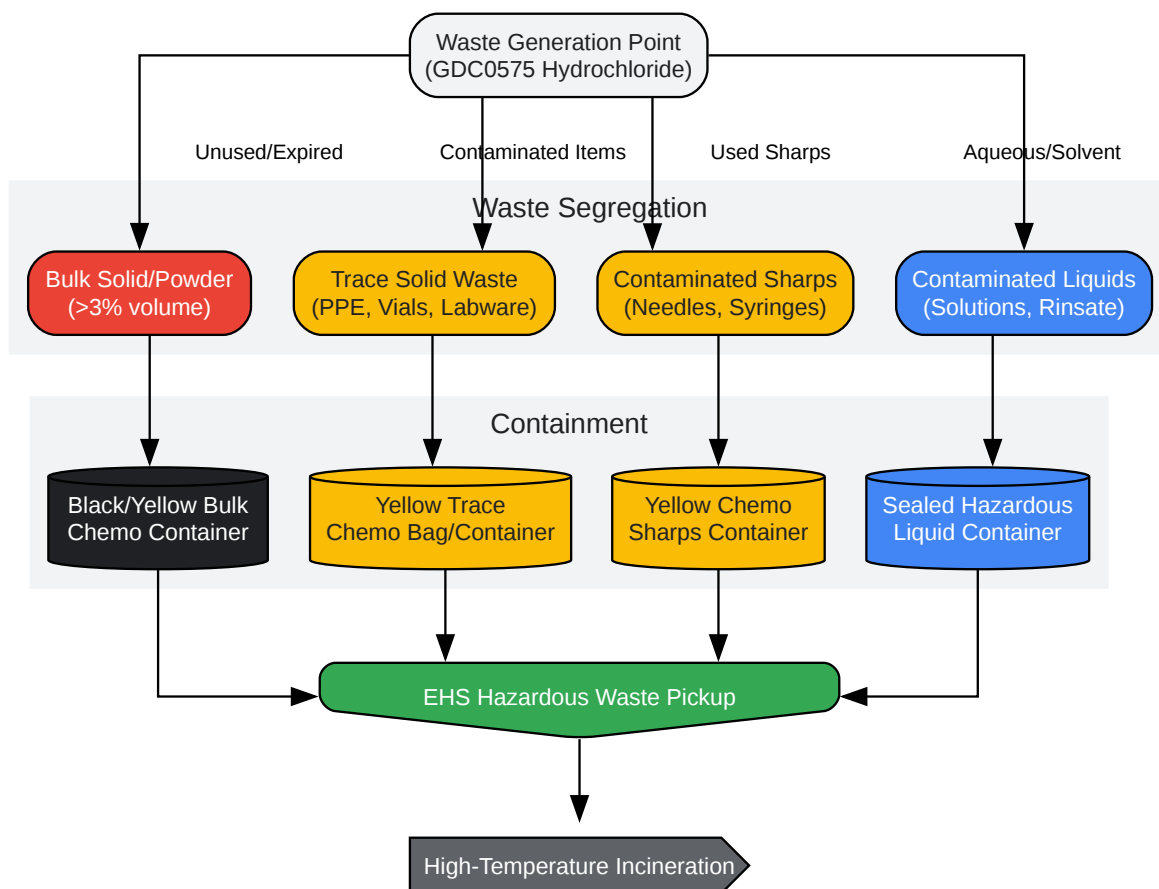 Waste Generation Point
(GDC0575 Hydrochloride)
Unused/Expired
Contaminated Items
Used Sharps
Aqueous/Solvent
Waste Segregation
Bulk Solid/Powder
(>3% volume)
Trace Solid Waste
(PPE, Vials, Labware)
Contaminated Sharps
(Needles, Syringes)
Contaminated Liquids
(Solutions, Rinsate)
Containment
Black/Yellow Bulk
Chemo Container
Yellow Trace
Chemo Bag/Container
Yellow Chemo
Sharps Container
Sealed Hazardous
Liquid Container
EHS Hazardous Waste Pickup
High-Temperature Incineration